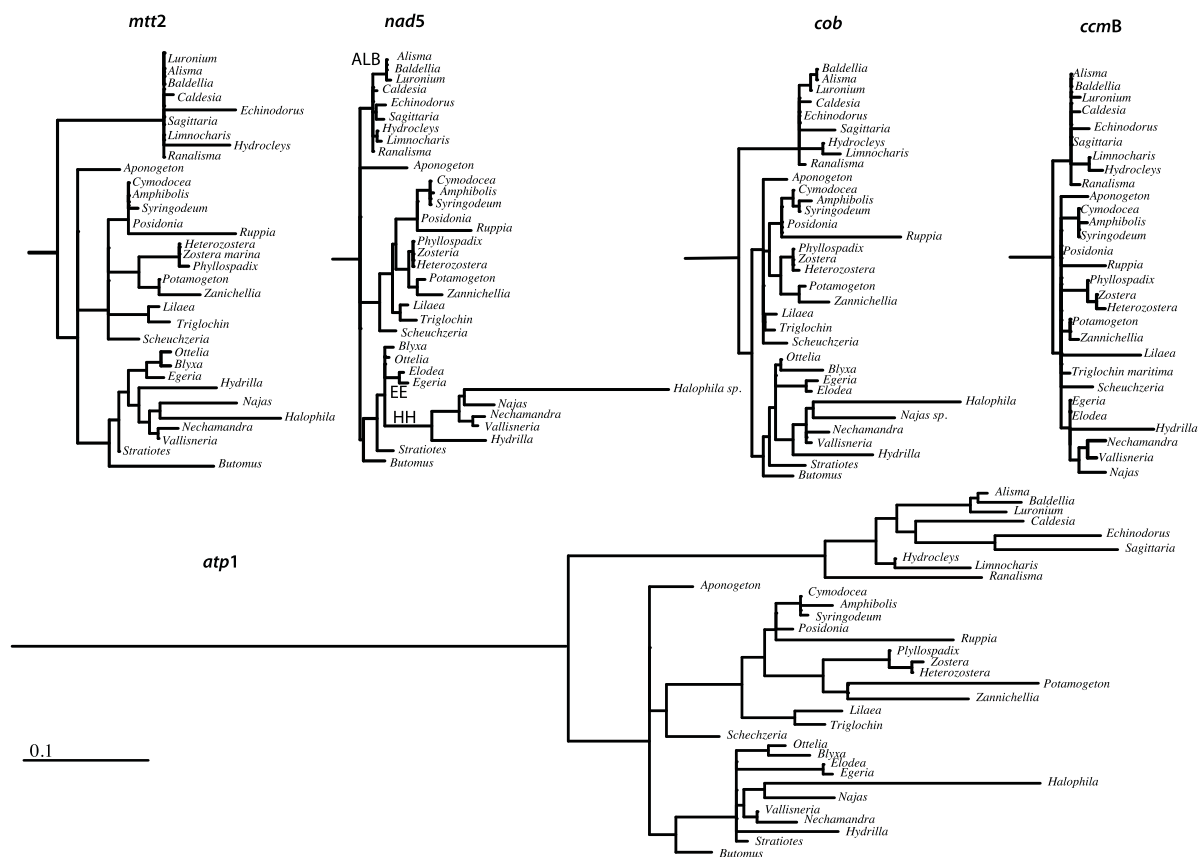 mtt2
Luronium
Alisma
Baldellia
Caldesia
Echinodorus
Sagittaria
Limnocharis
Hydrocleys
Ranalisma
Aponogeton
Cymodocea
Amphibolis
Syringodeum
Posidonia
Ruppia
Heterozostera
Zostera marina
Phyllospadix
Potamogeton
Zanichellia
Lilaea
Triglochin
Scheuchzeria
Ottelia
Blyxa
Egeria
Hydrilla
Najas
Halophila
Nechamandra
Vallisneria
Stratiotes
Butomus
nad5
ALB
Alisma
Baldellia
Luronium
Caldesia
Echinodorus
Sagittaria
Hydrocleys
Limnocharis
Ranalisma
Aponogeton
Cymodocea
Amphibolis
Syringodeum
Posidonia
Ruppia
Phyllospadix
Zosteria
Heterozostera
Potamogeton
Zannichellia
Lilaea
Triglochin
Scheuchzeria
Blyxa
Ottelia
Elodea
Egeria
EE
Halophila sp.
Najas
HH
Nechamandra
Vallisneria
Hydrilla
Stratiotes
Butomus
cob
Baldellia
Alisma
Luronium
Caldesia
Echinodorus
Sagittaria
Hydrocleys
Limnocharis
Ranalisma
Aponogeton
Cymodocea
Amphibolis
Syringodeum
Posidonia
Ruppia
Phyllospadix
Zostera
Heterozostera
Potamogeton
Zannichellia
Lilaea
Triglochin
Scheuchzeria
Ottelia
Blyxa
Egeria
Elodea
Halophila
Najas sp.
Nechamandra
Vallisneria
Hydrilla
Stratiotes
Butomus
ccmB
Alisma
Baldellia
Luronium
Caldesia
Echinodorus
Sagittaria
Limnocharis
Hydrocleys
Ranalisma
Aponogeton
Cymodocea
Amphibolis
Syringodeum
Posidonia
Ruppia
Phyllospadix
Zostera
Heterozostera
Potamogeton
Zannichellia
Lilaea
Triglochin maritima
Scheuchzeria
Egeria
Elodea
Hydrilla
Nechamandra
Vallisneria
Najas
atp1
Alisma
Baldellia
Luronium
Caldesia
Echinodorus
Sagittaria
Hydrocleys
Limnocharis
Ranalisma
Aponogeton
Cymodocea
Amphibolis
Syringodeum
Posidonia
Ruppia
Plyllospadix
Zostera
Heterozostera
Potamogeton
Zannichellia
Lilaea
Triglochin
Schechzeria
Ottelia
Blyxa
Elodea
Egeria
Halophila
Najas
Vallisneria
Nechamandra
Hydrilla
Stratiotes
Butomus
0.1